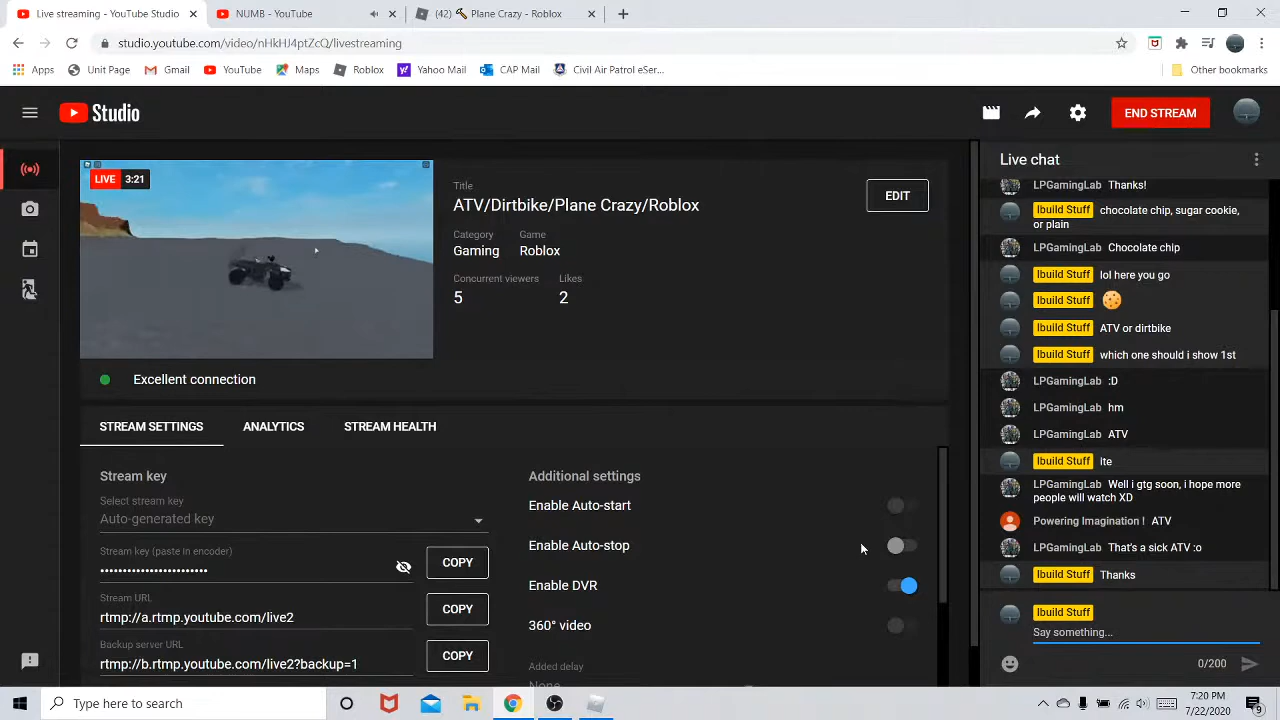 Live streaming - YouTube Studio
NUMB - YouTube
(42) 🔨 Plane Crazy - Roblox
studio.youtube.com/video/nHkHJ4ptZcQ/livestreaming
Apps
Unit Page
Gmail
YouTube
Maps
Roblox
Yahoo Mail
CAP Mail
Civil Air Patrol eSer...
Other bookmarks
Studio
END STREAM
LIVE 3:21
Title
ATV/Dirtbike/Plane Crazy/Roblox
EDIT
Category
Game
Gaming
Roblox
Concurrent viewers
Likes
5
2
Excellent connection
STREAM SETTINGS
ANALYTICS
STREAM HEALTH
Stream key
Select stream key
Auto-generated key
Stream key (paste in encoder)
••••••••••••••••••••••••
COPY
Stream URL
rtmp://a.rtmp.youtube.com/live2
COPY
Backup server URL
rtmp://b.rtmp.youtube.com/live2?backup=1
COPY
Additional settings
Enable Auto-start
Enable Auto-stop
Enable DVR
360° video
Added delay
None
Live chat
LPGamingLab Thanks!
Ibuild Stuff chocolate chip, sugar cookie,
or plain
LPGamingLab Chocolate chip
Ibuild Stuff lol here you go
Ibuild Stuff 🍪
Ibuild Stuff ATV or dirtbike
Ibuild Stuff which one should i show 1st
LPGamingLab :D
LPGamingLab hm
LPGamingLab ATV
Ibuild Stuff Ite
LPGamingLab Well i gtg soon, i hope more
people will watch XD
Powering Imagination ! ATV
LPGamingLab That's a sick ATV :o
Ibuild Stuff Thanks
Ibuild Stuff
Say something...
0/200
Type here to search
7:20 PM
7/22/2020
9